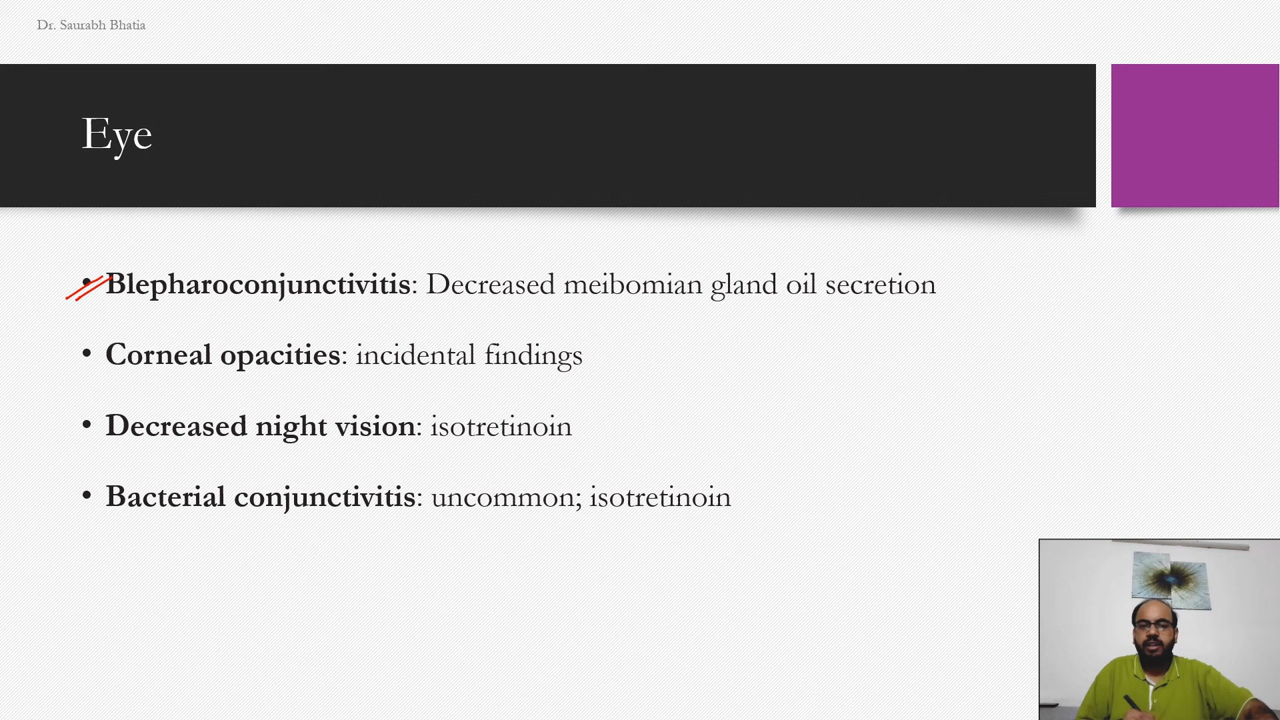 Dr. Saurabh Bhatia
Eye
• Blepharoconjunctivitis: Decreased meibomian gland oil secretion
• Corneal opacities: incidental findings
• Decreased night vision: isotretinoin
• Bacterial conjunctivitis: uncommon; isotretinoin